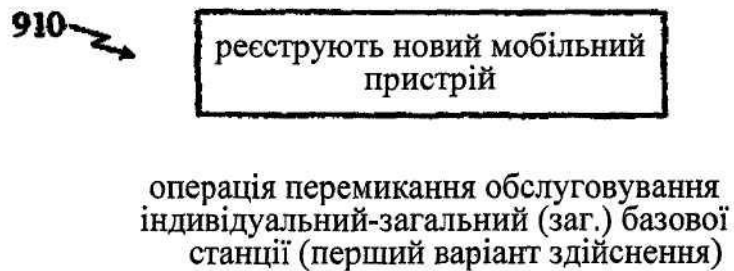 910
реєструють новий мобільний
пристрій
операція перемикання обслуговування
індивідуальний-загальний (заг.) базової
станції (перший варіант здійснення)